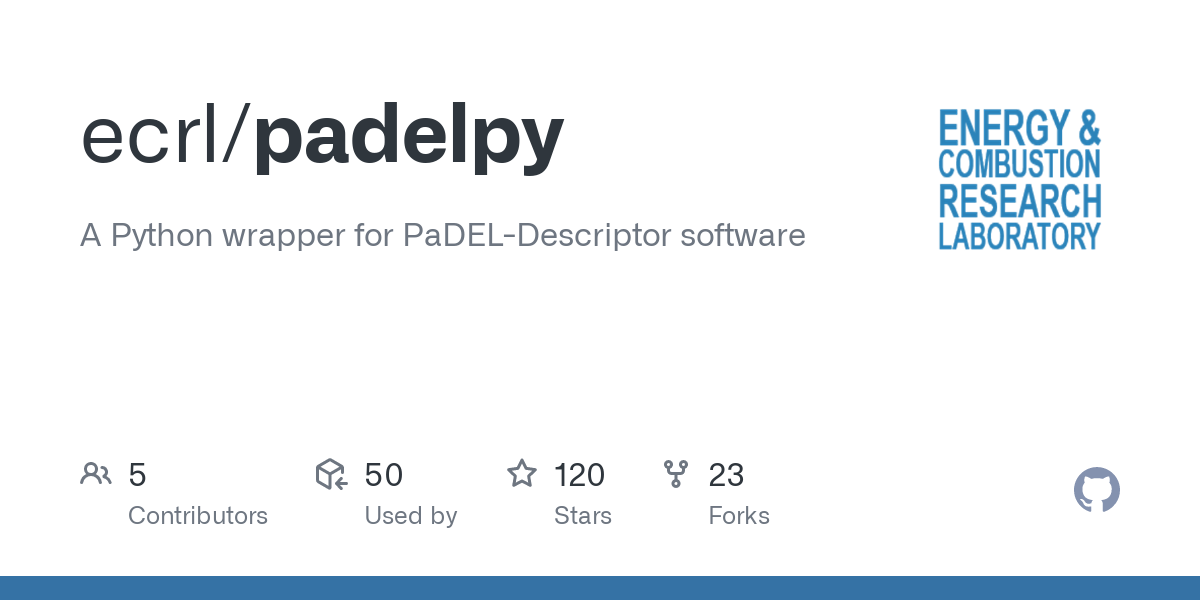 ecrl/padelpy
A Python wrapper for PaDEL-Descriptor software
ENERGY &
COMBUSTION
RESEARCH
LABORATORY
5
Contributors
50
Used by
120
Stars
23
Forks